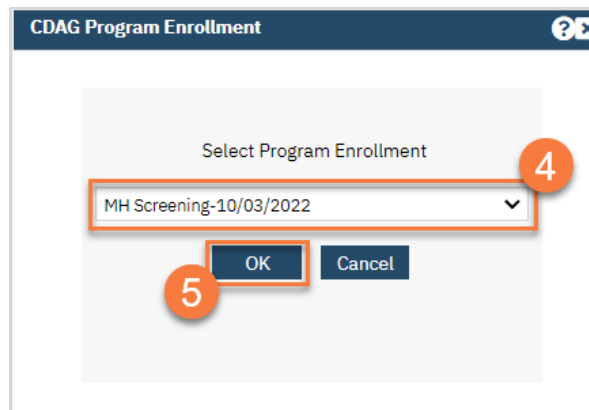 CDAG Program Enrollment
?
Select Program Enrollment
4
MH Screening-10/03/2022
OK Cancel
5